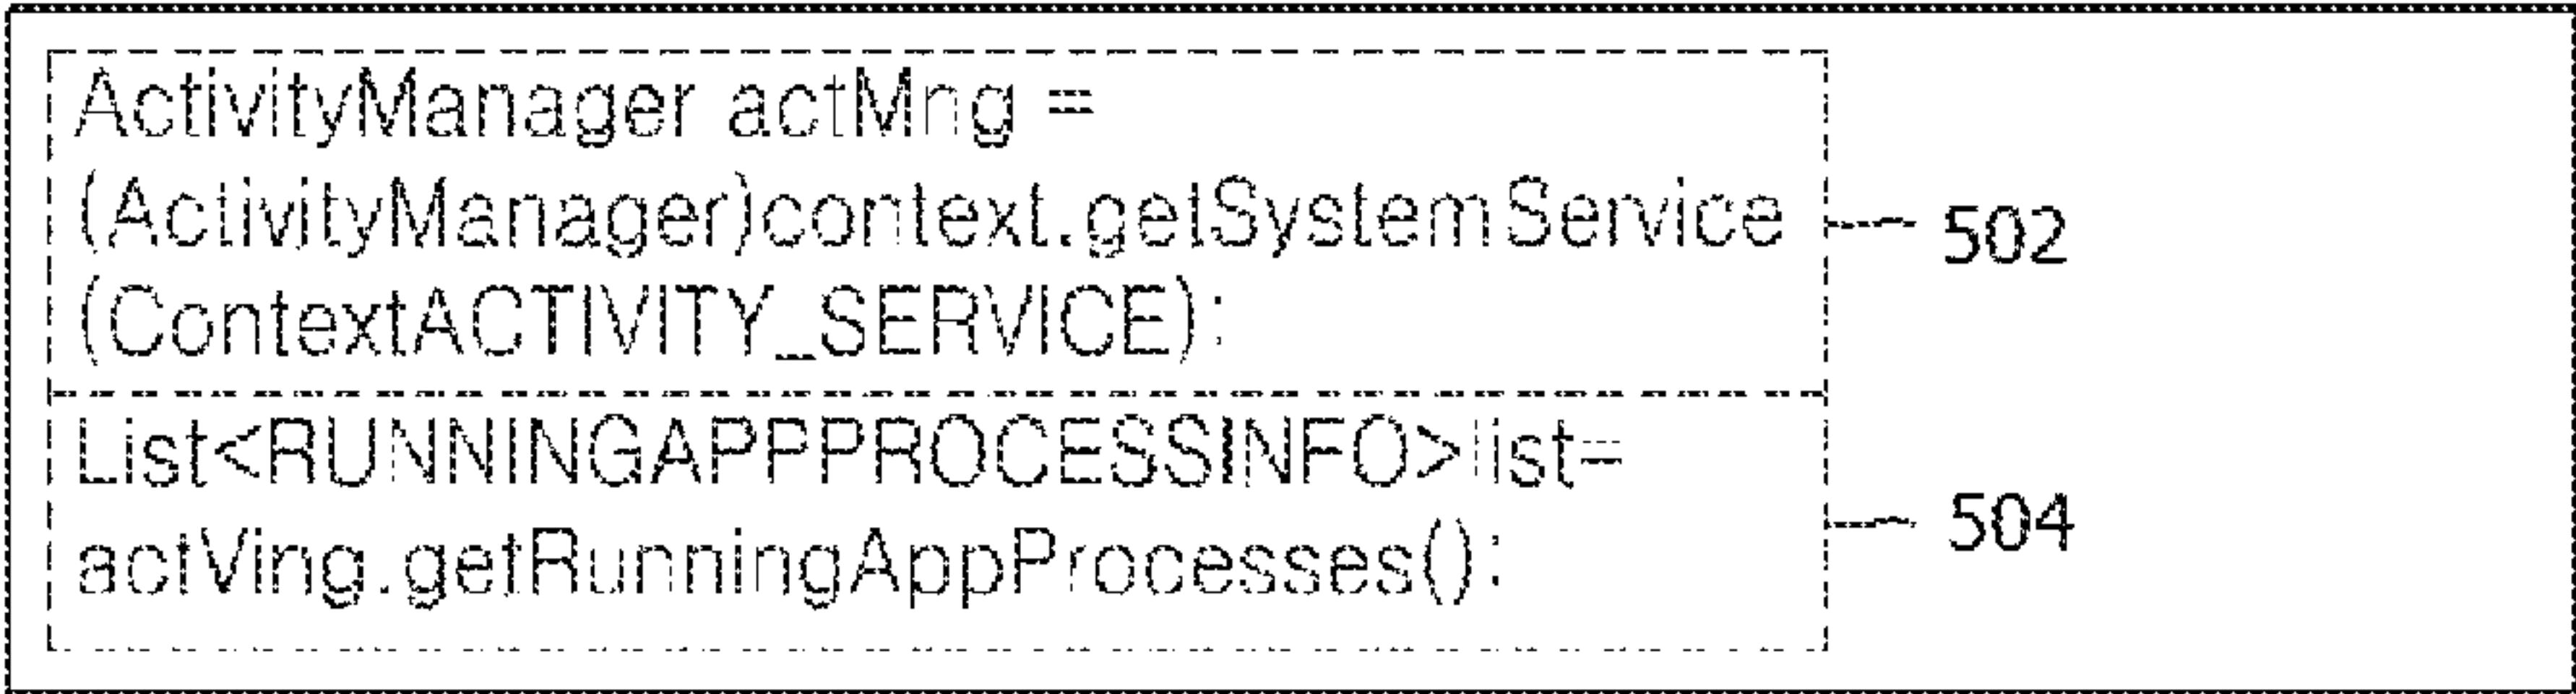 ActivityManager actMng =
(ActivityManager)context.getSystemService
(ContextACTIVITY_SERVICE):
502
List<RUNNINGAPPPROCESSINFO>list=
actVing.getRunningAppProcesses():
504